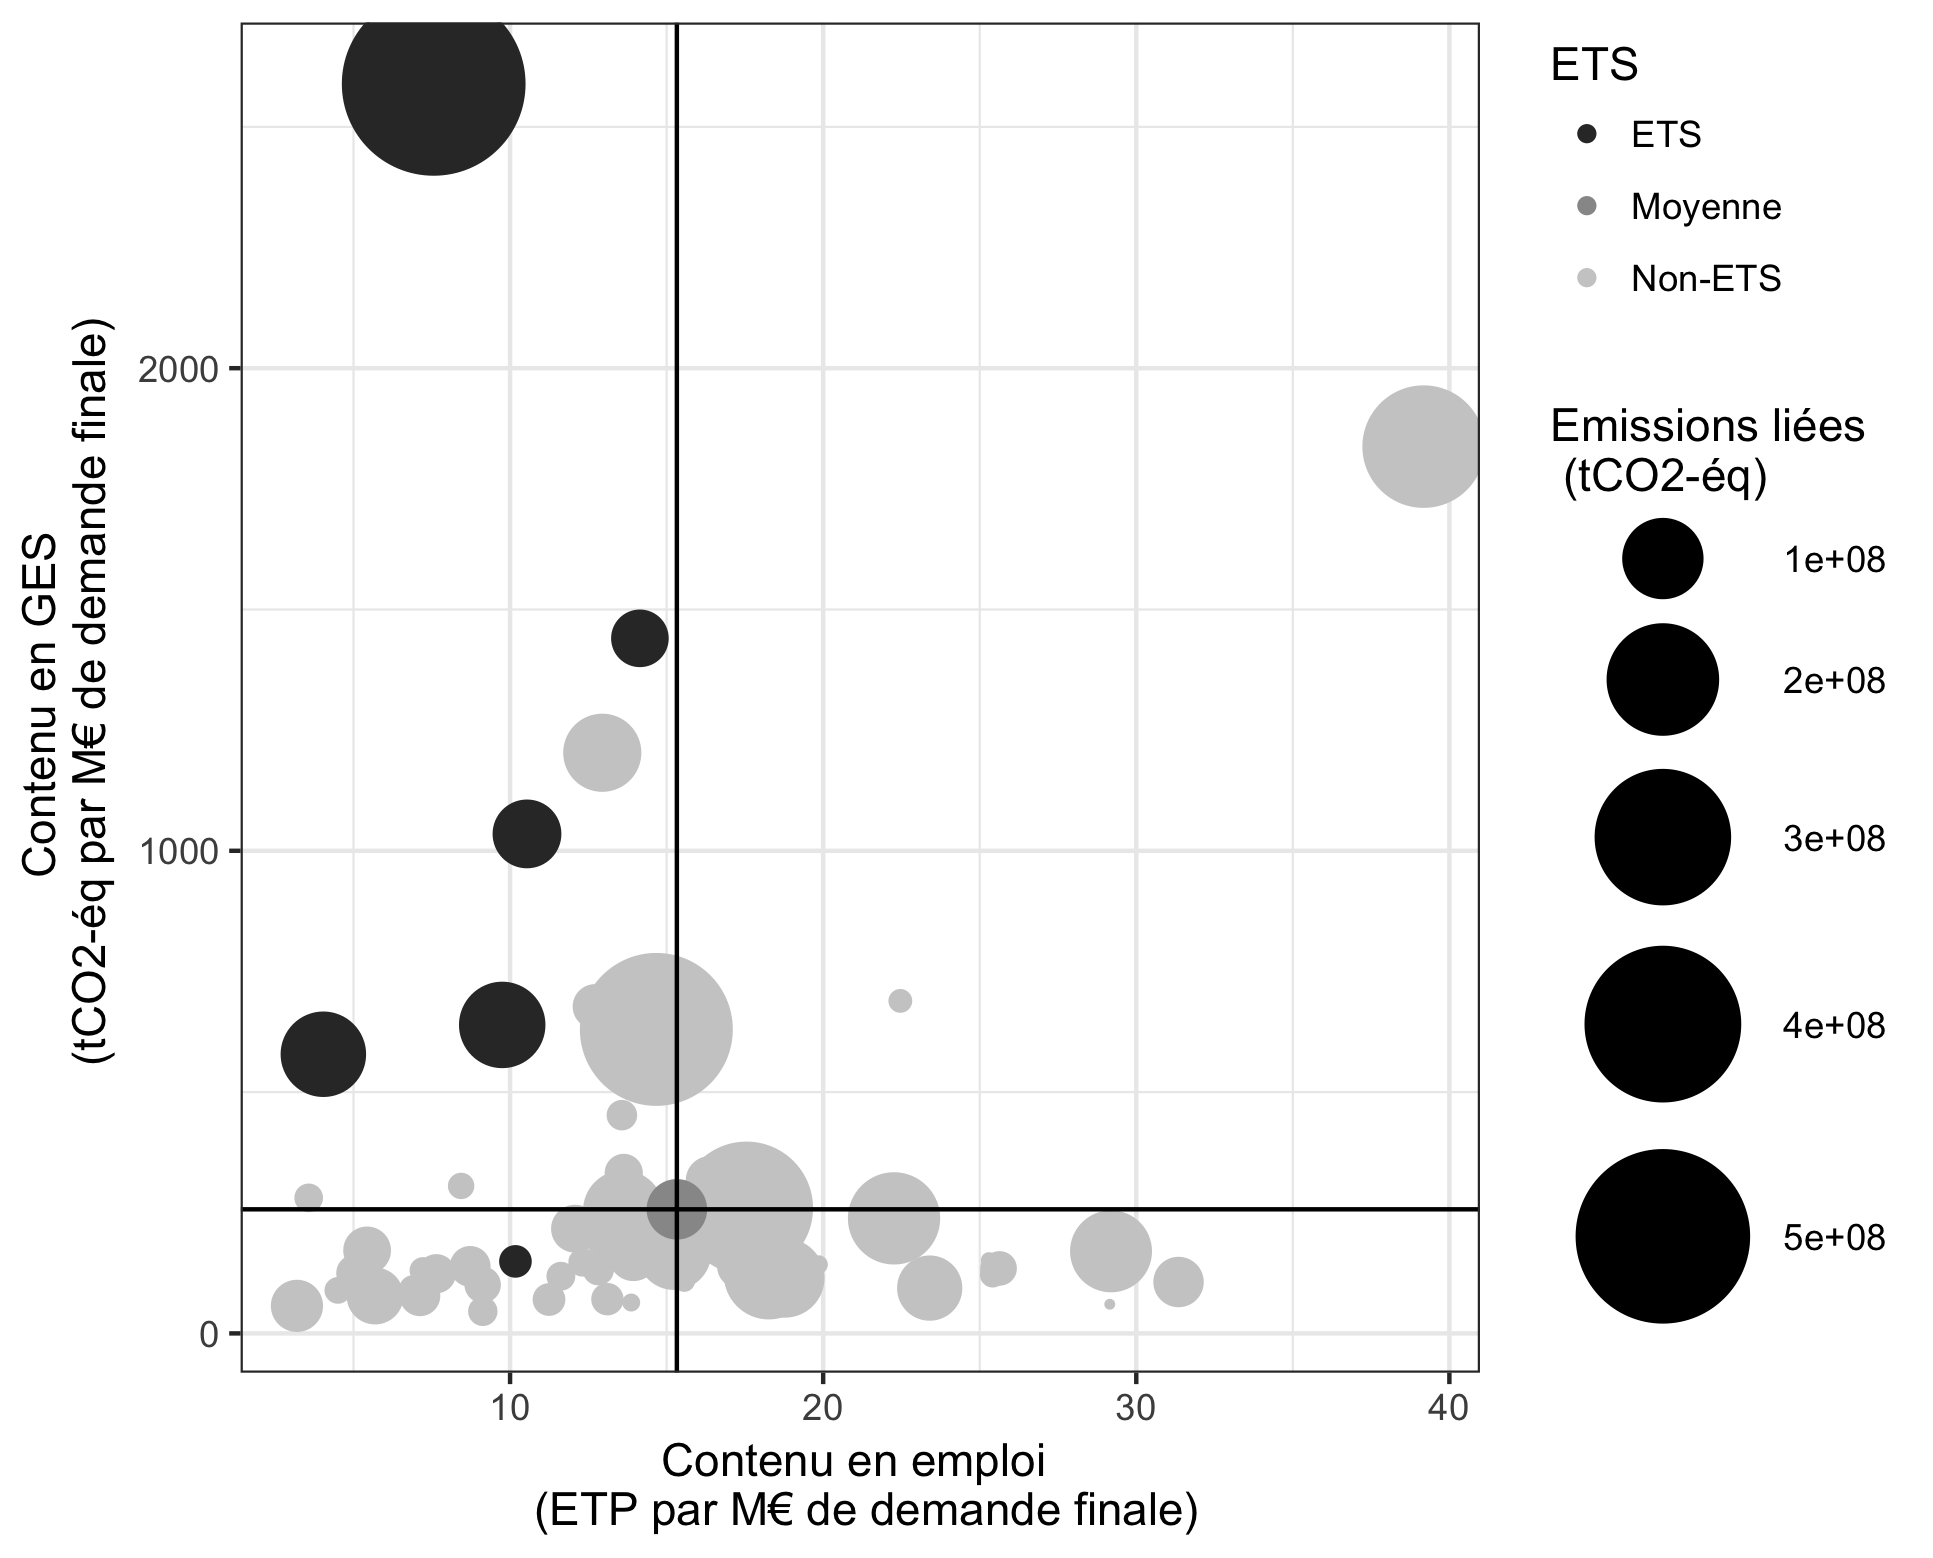 Contenu en GES
(tCO2-éq par M€ de demande finale)
2000
1000
0
10
20
30
40
Contenu en emploi
(ETP par M€ de demande finale)
ETS
ETS
Moyenne
Non-ETS
Emissions liées
(tCO2-éq)
1e+08
2e+08
3e+08
4e+08
5e+08